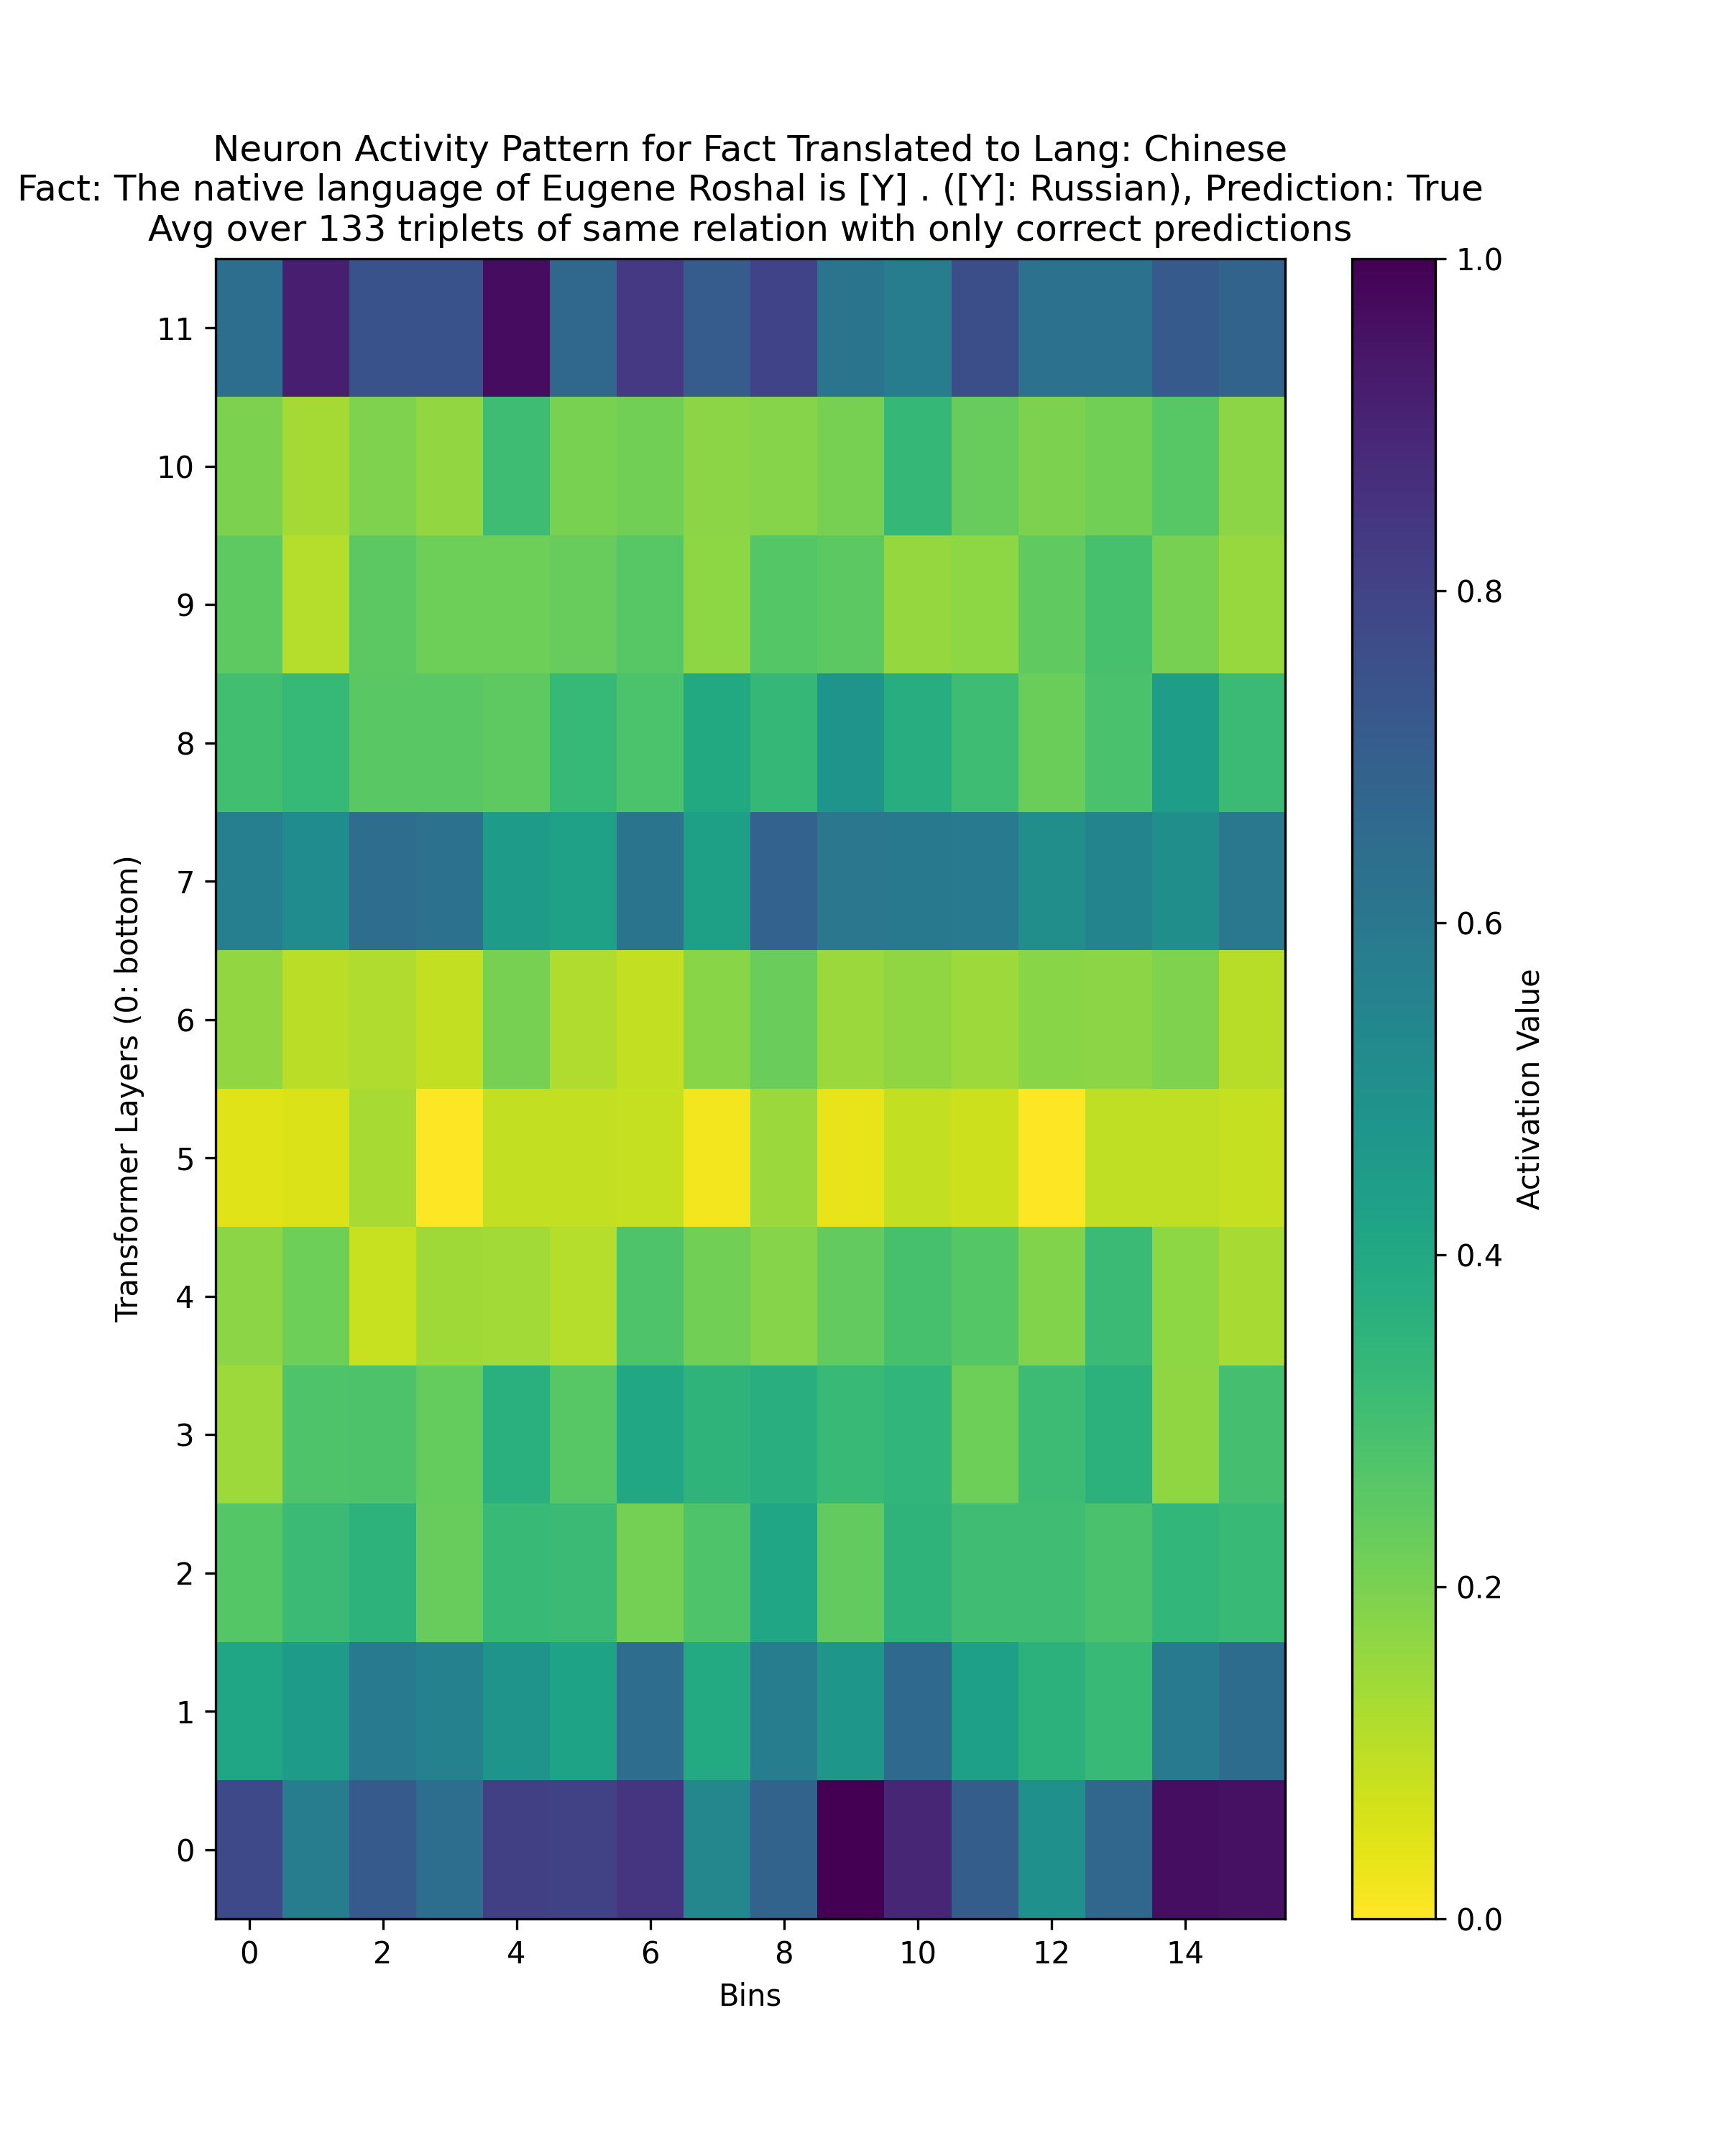 Neuron Activity Pattern for Fact Translated to Lang: Chinese
Fact: The native language of Eugene Roshal is [Y] . ([Y]: Russian), Prediction: True
Avg over 133 triplets of same relation with only correct predictions
11
10
9
8
7
6
5
4
3
2
1
0
Transformer Layers (0: bottom)
0 2 4 6 8 10 12 14
Bins
1.0
0.8
0.6
0.4
0.2
0.0
Activation Value